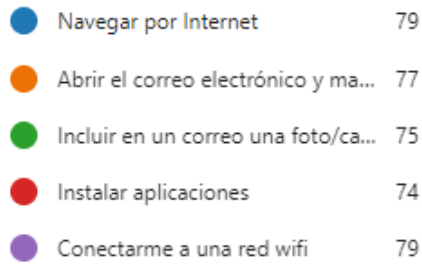 Navegar por Internet 79
Abrir el correo electrónico y ma... 77
Incluir en un correo una foto/ca... 75
Instalar aplicaciones 74
Conectarme a una red wifi 79